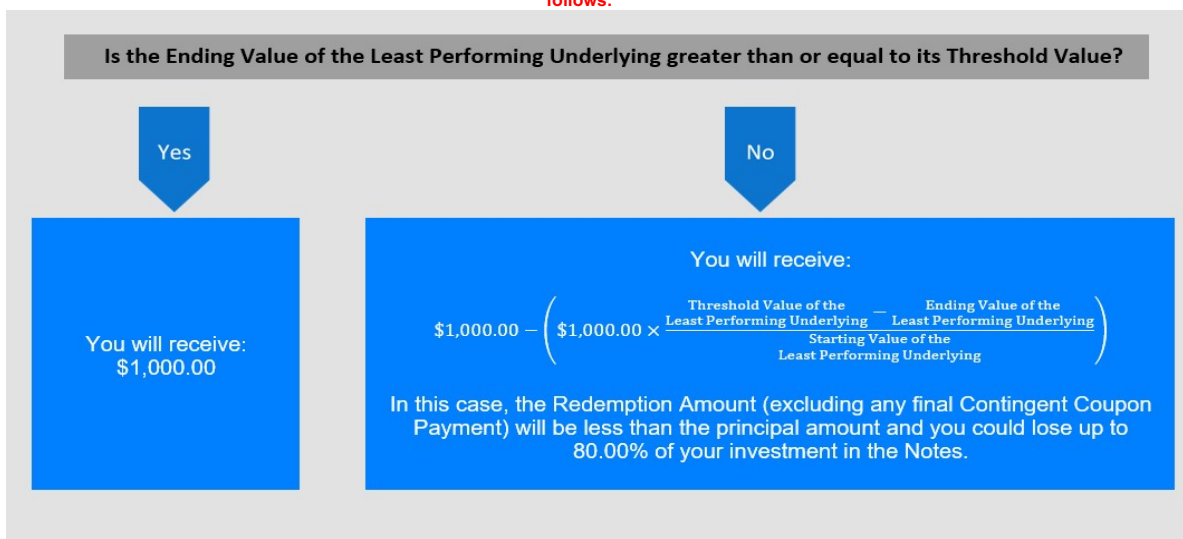 follows:
Is the Ending Value of the Least Performing Underlying greater than or equal to its Threshold Value?
Yes
No
You will receive:
$1,000.00
You will receive:
$1,000.00 − ( $1,000.00 × (Threshold Value of the Least Performing Underlying − Ending Value of the Least Performing Underlying) / Starting Value of the Least Performing Underlying )
In this case, the Redemption Amount (excluding any final Contingent Coupon
Payment) will be less than the principal amount and you could lose up to
80.00% of your investment in the Notes.